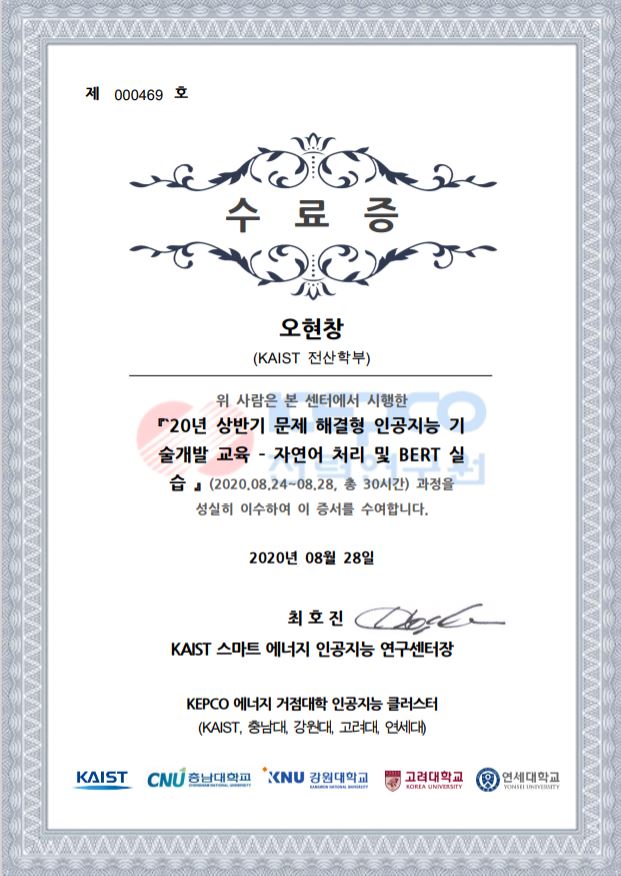 제 000469 호
수 료 증
오현창
(KAIST 전산학부)
위 사람은 본 센터에서 시행한
『'20년 상반기 문제 해결형 인공지능 기
술개발 교육 - 자연어 처리 및 BERT 실
습 』(2020.08.24~08.28, 총 30시간) 과정을
성실히 이수하여 이 증서를 수여합니다.
KEPCO
전력연구원
2020년 08월 28일
최 호 진
KAIST 스마트 에너지 인공지능 연구센터장
KEPCO 에너지 거점대학 인공지능 클러스터
(KAIST, 충남대, 강원대, 고려대, 연세대)
KAIST CNU 충남대학교 KNU 강원대학교 고려대학교 연세대학교
CHUNGNAM NATIONAL UNIVERSITY KANGWON NATIONAL UNIVERSITY KOREA UNIVERSITY YONSEI UNIVERSITY